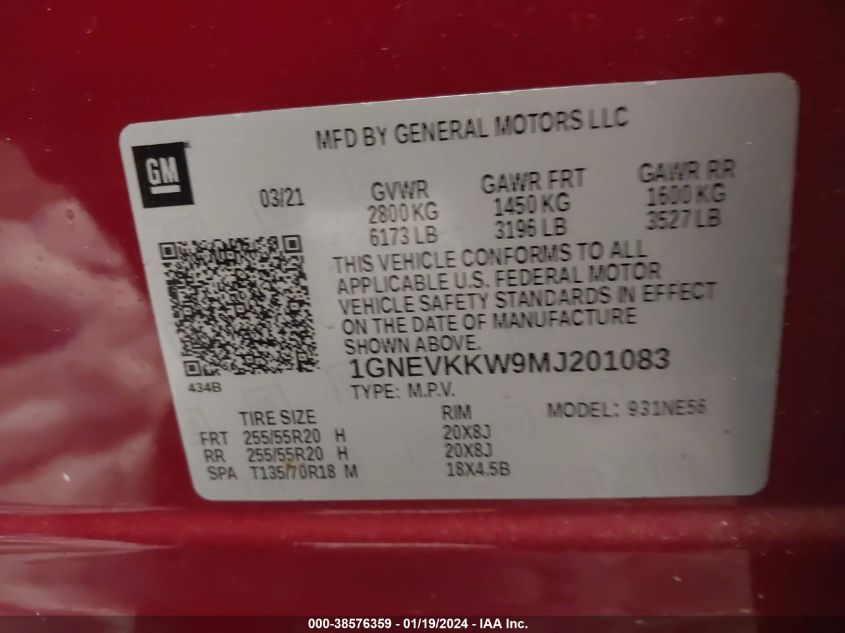 MFD BY GENERAL MOTORS LLC
GM
03/21
GVWR GAWR FRT GAWR RR
2800 KG 1450 KG 1600 KG
6173 LB 3196 LB 3527 LB
THIS VEHICLE CONFORMS TO ALL
APPLICABLE U.S. FEDERAL MOTOR
VEHICLE SAFETY STANDARDS IN EFFECT
ON THE DATE OF MANUFACTURE
SHOWN ABOVE.
1GNEVKKW9MJ201083
434B
TYPE: M.P.V.
TIRE SIZE RIM MODEL: 931NE56
FRT 255/55R20 H 20X8J
RR 255/55R20 H 20X8J
SPA T135/70R18 M 18X4.5B
000-38576359 - 01/19/2024 - IAA Inc.